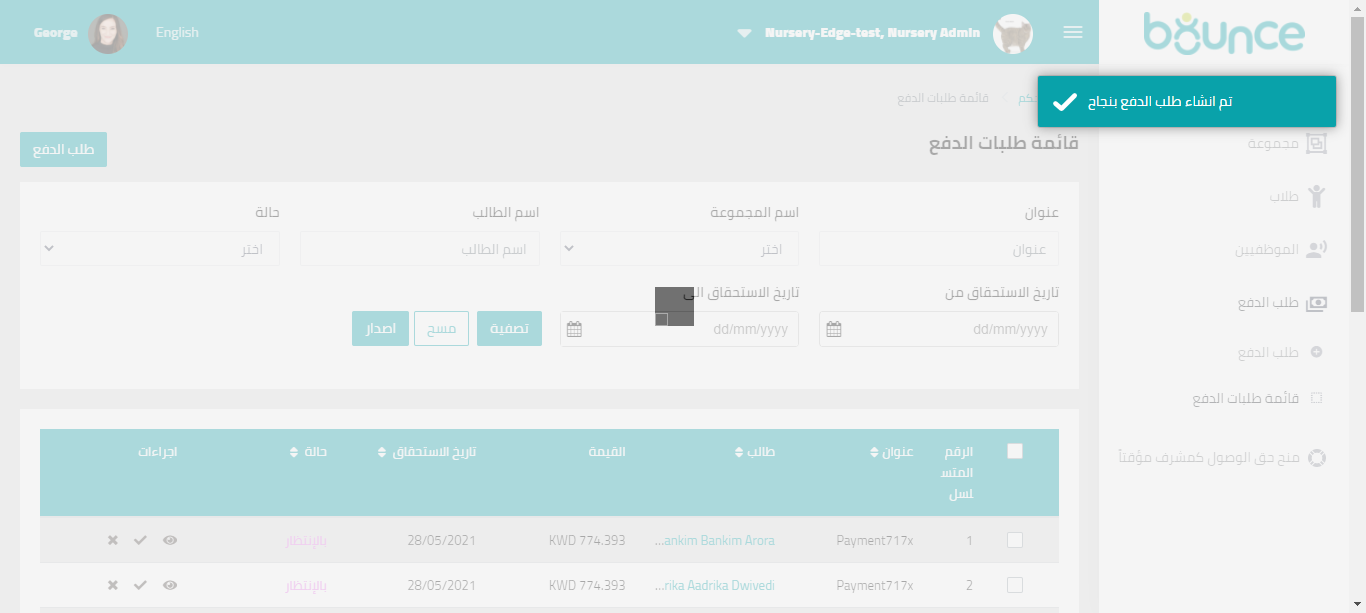 bounce
Nursery-Edge-test, Nursery Admin
English
George
تم انشاء طلب الدفع بنجاح
قائمة طلبات الدفع
قائمة طلبات الدفع
طلب الدفع
مجموعة
طلاب
الموظفيين
طلب الدفع
طلب الدفع
قائمة طلبات الدفع
منح حق الوصول كمشرف مؤقتاً
عنوان
اسم المجموعة
اسم الطالب
حالة
عنوان
اختر
اسم الطالب
اختر
تاريخ الاستحقاق من
تاريخ الاستحقاق الى
dd/mm/yyyy
dd/mm/yyyy
تصفية
مسح
اصدار
الرقم المتسلسل
عنوان
طالب
القيمة
تاريخ الاستحقاق
حالة
اجراءات
1 Payment717x ankim Bankim Arora... KWD 774.393 28/05/2021 بالإنتظار
2 Payment717x rika Aadrika Dwivedi... KWD 774.393 28/05/2021 بالإنتظار